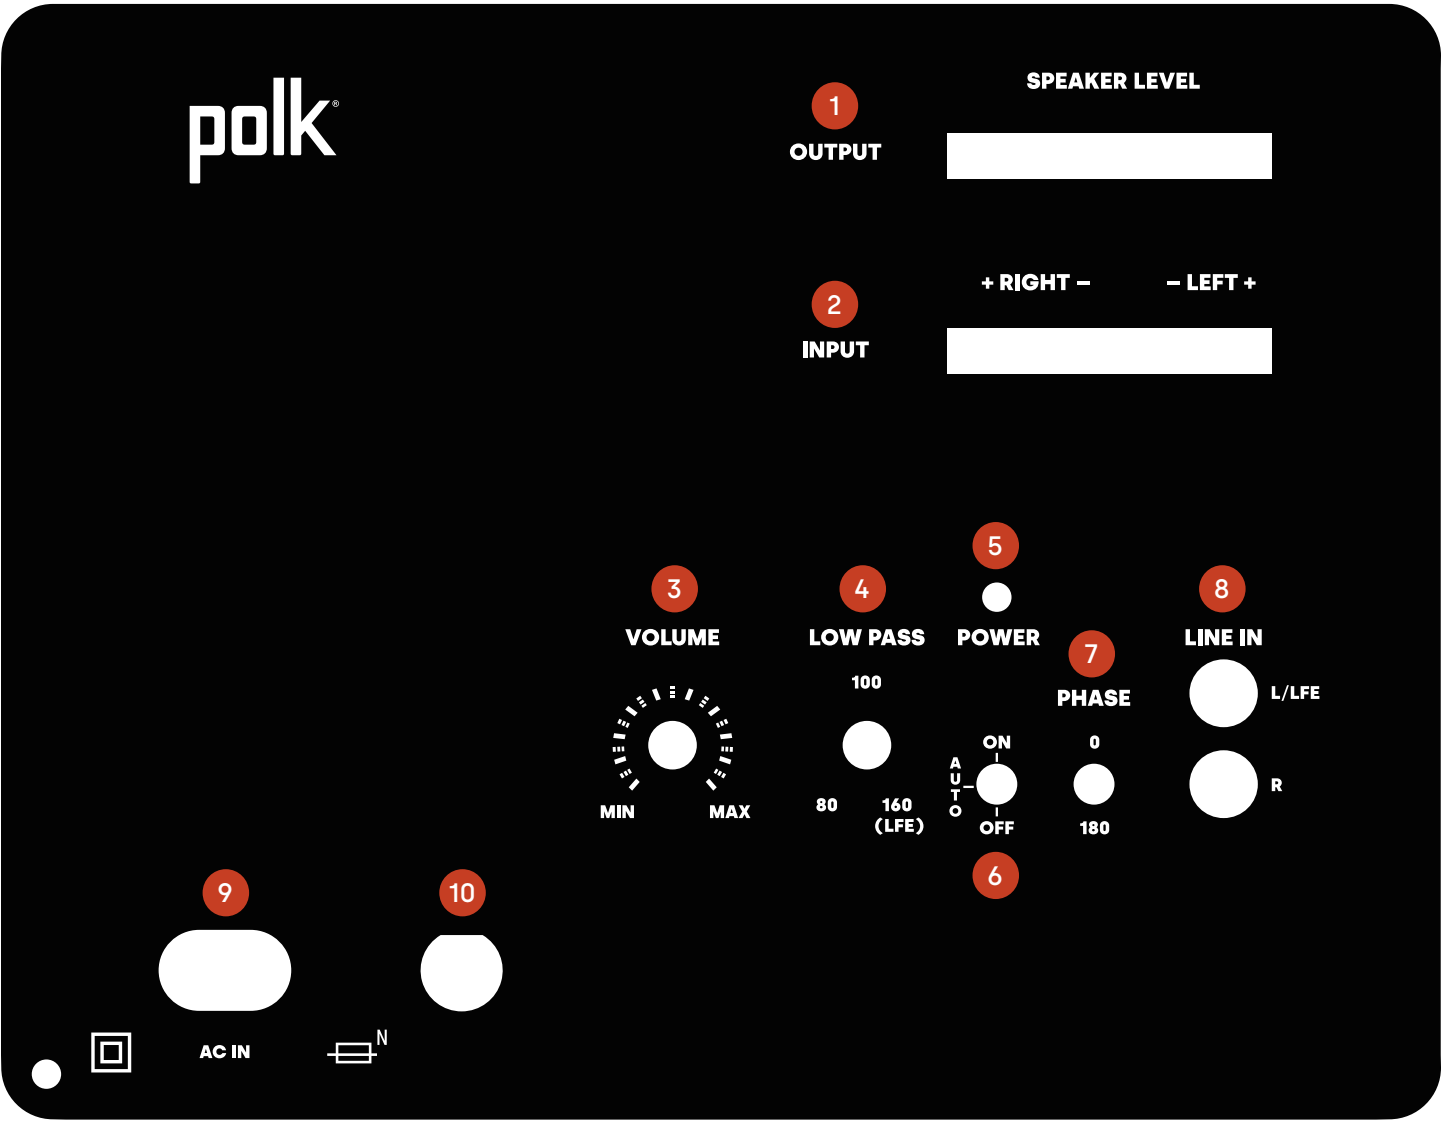 polk®
SPEAKER LEVEL
1
OUTPUT
+ RIGHT – – LEFT +
2
INPUT
3
VOLUME
MIN MAX
4
LOW PASS
100
80 160
(LFE)
5
POWER
ON
AUTO
OFF
6
7
PHASE
0
180
8
LINE IN
L/LFE
R
9
10
AC IN
N